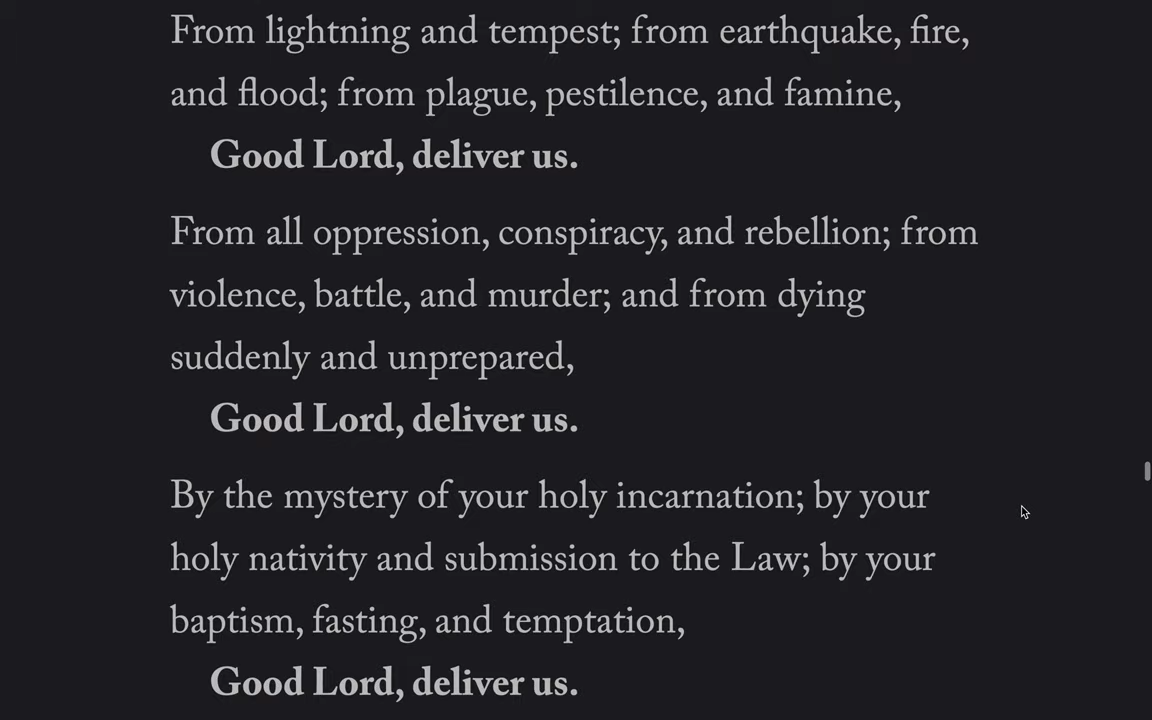 From lightning and tempest; from earthquake, fire,
and flood; from plague, pestilence, and famine,
Good Lord, deliver us.
From all oppression, conspiracy, and rebellion; from
violence, battle, and murder; and from dying
suddenly and unprepared,
Good Lord, deliver us.
By the mystery of your holy incarnation; by your
holy nativity and submission to the Law; by your
baptism, fasting, and temptation,
Good Lord, deliver us.